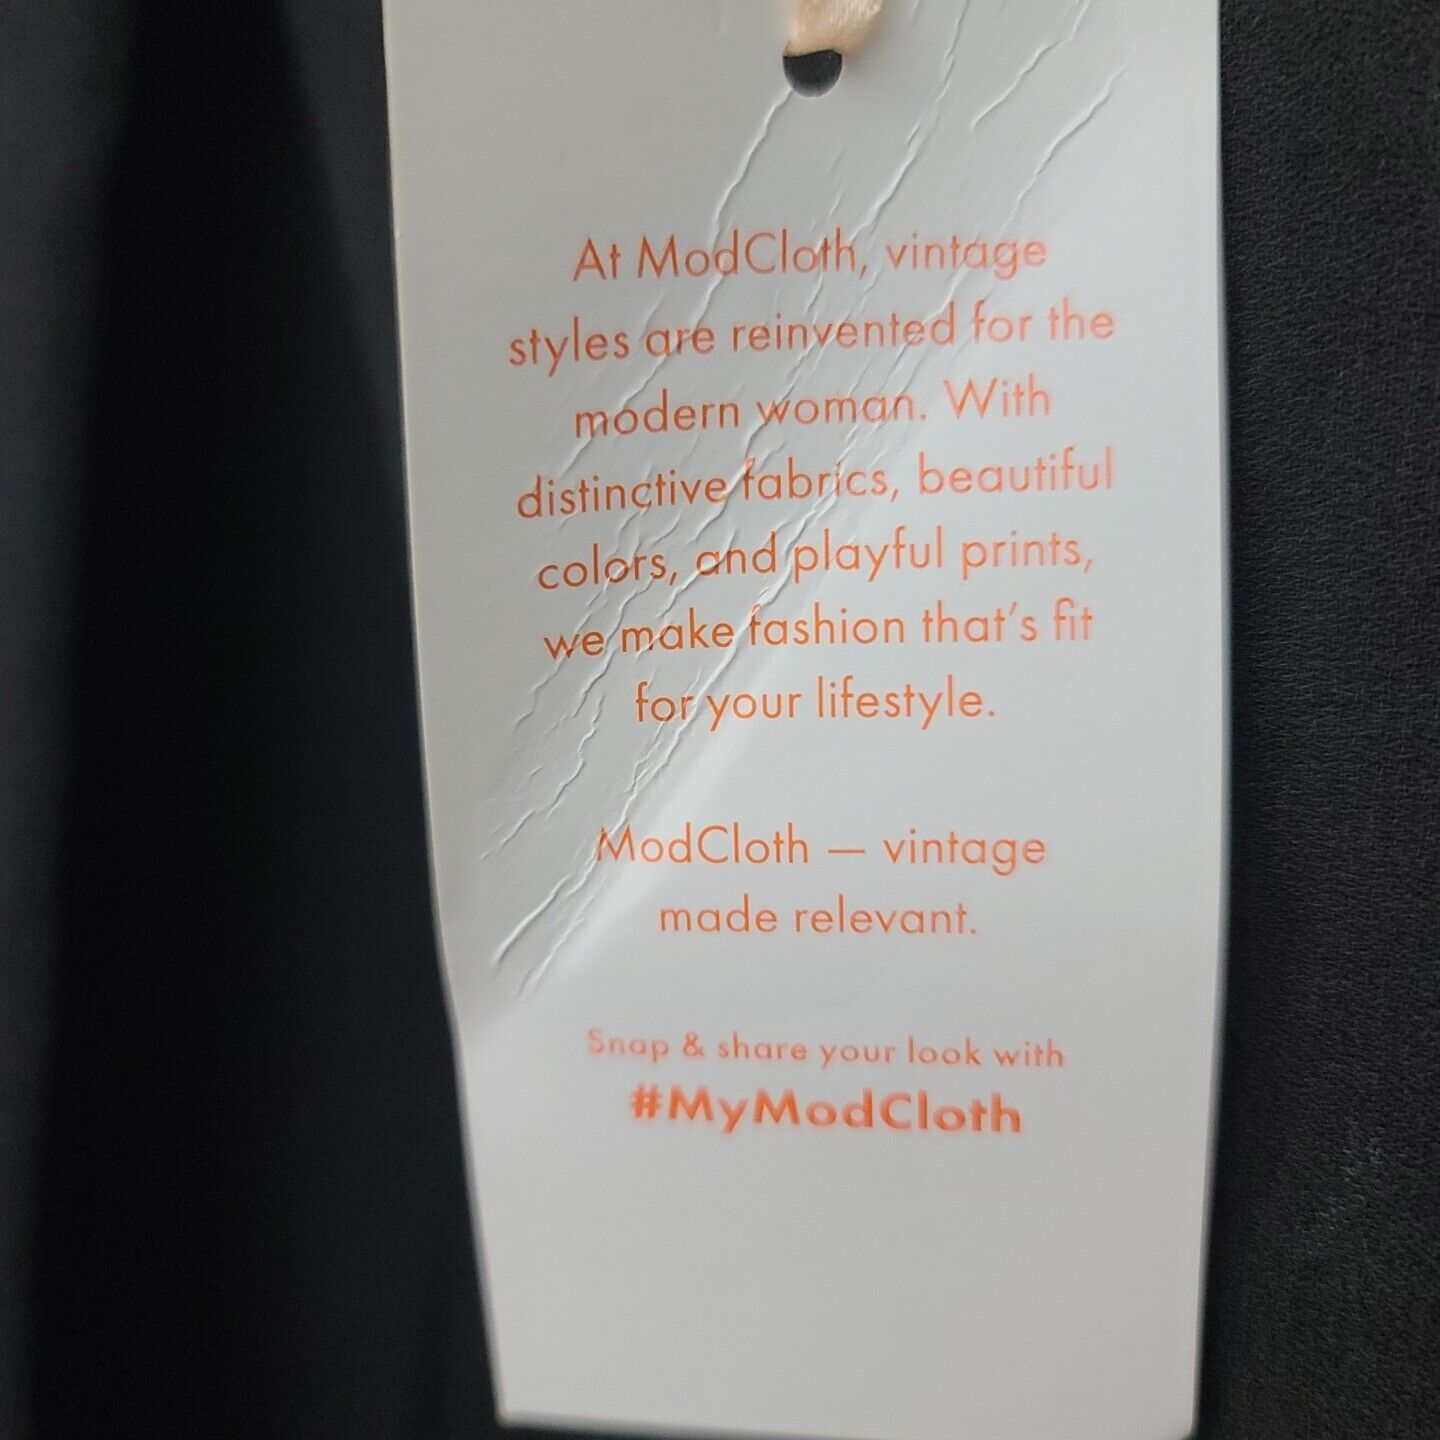 At ModCloth, vintage
styles are reinvented for the
modern woman. With
distinctive fabrics, beautiful
colors, and playful prints,
we make fashion that's fit
for your lifestyle.
ModCloth — vintage
made relevant.
Snap & share your look with
#MyModCloth